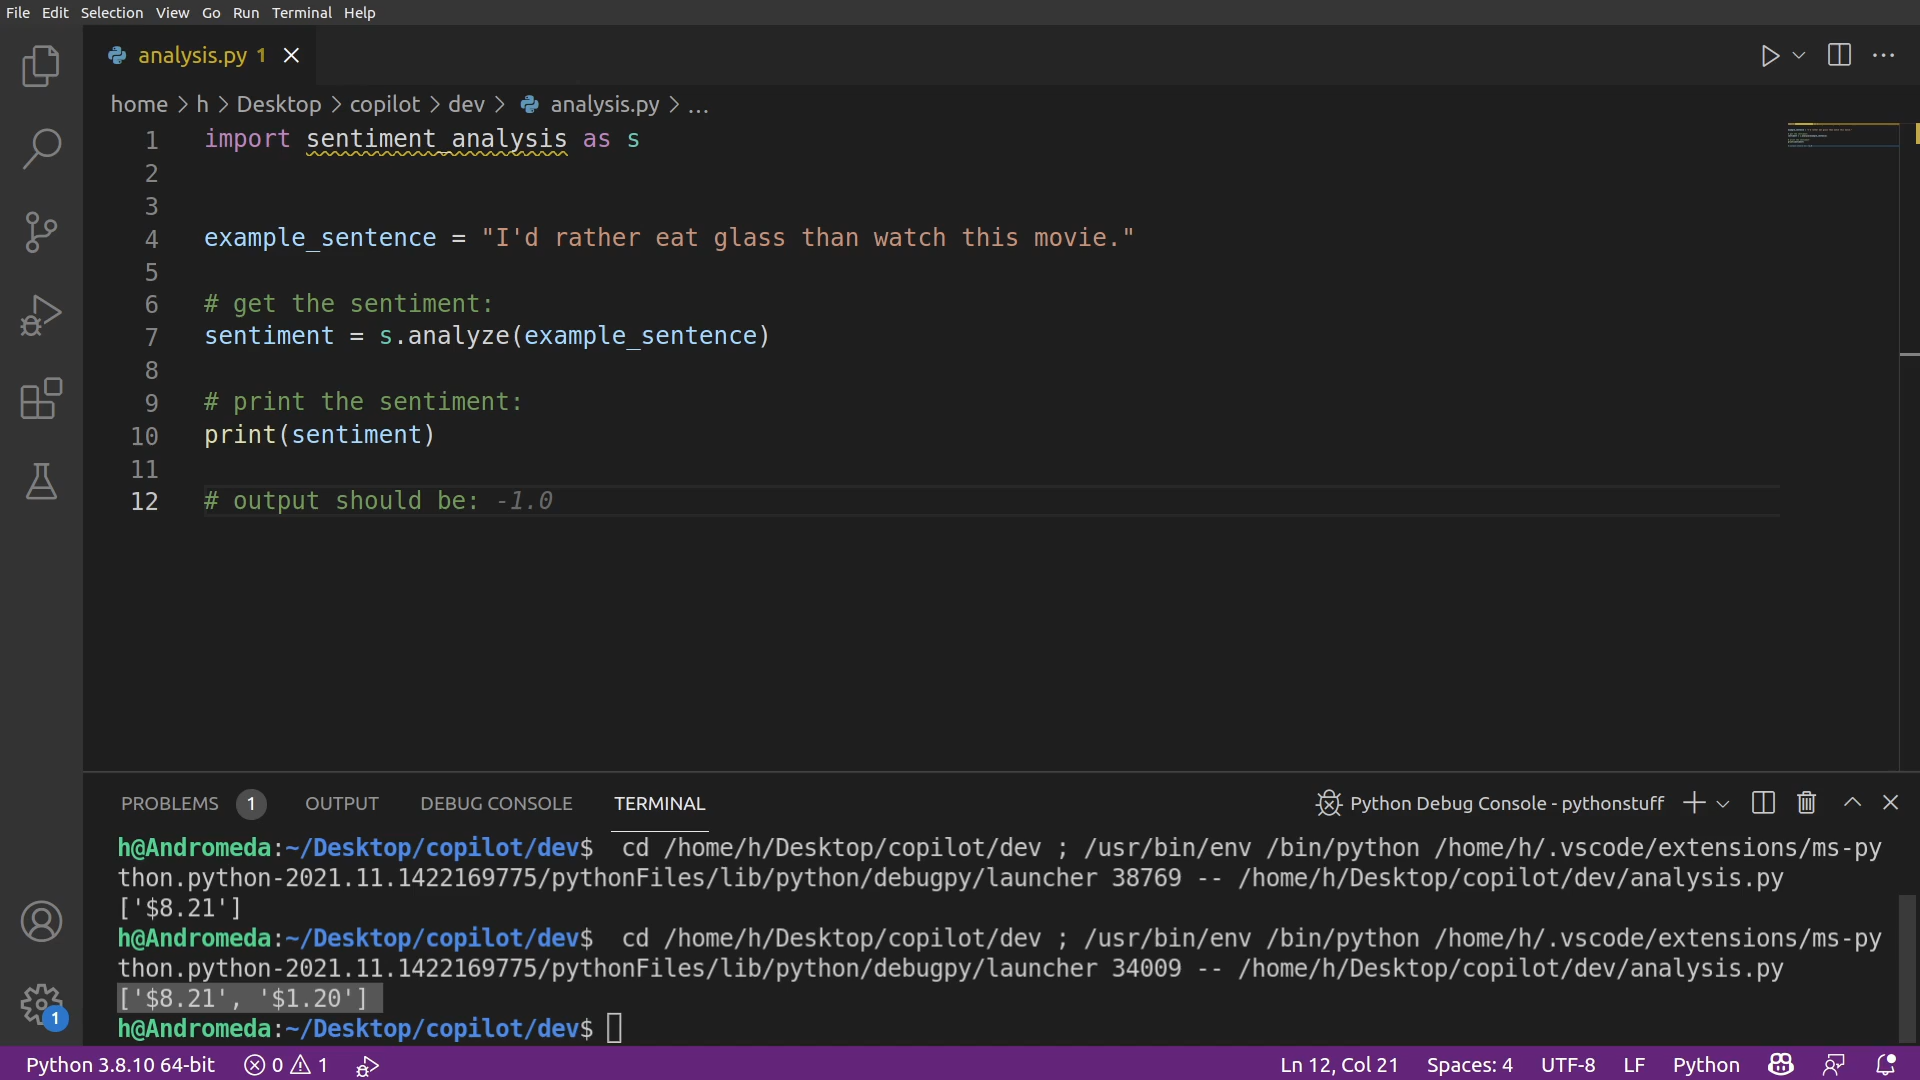 File Edit Selection View Go Run Terminal Help
analysis.py 1
home > h > Desktop > copilot > dev > analysis.py > ...
1 import sentiment_analysis as s
2
3
4 example_sentence = "I'd rather eat glass than watch this movie."
5
6 # get the sentiment:
7 sentiment = s.analyze(example_sentence)
8
9 # print the sentiment:
10 print(sentiment)
11
12 # output should be: -1.0
PROBLEMS 1 OUTPUT DEBUG CONSOLE TERMINAL Python Debug Console - pythonstuff
h@Andromeda:~/Desktop/copilot/dev$ cd /home/h/Desktop/copilot/dev ; /usr/bin/env /bin/python /home/h/.vscode/extensions/ms-py
thon.python-2021.11.1422169775/pythonFiles/lib/python/debugpy/launcher 38769 -- /home/h/Desktop/copilot/dev/analysis.py
['$8.21']
h@Andromeda:~/Desktop/copilot/dev$ cd /home/h/Desktop/copilot/dev ; /usr/bin/env /bin/python /home/h/.vscode/extensions/ms-py
thon.python-2021.11.1422169775/pythonFiles/lib/python/debugpy/launcher 34009 -- /home/h/Desktop/copilot/dev/analysis.py
['$8.21', '$1.20']
h@Andromeda:~/Desktop/copilot/dev$
1
Python 3.8.10 64-bit 0 1 Ln 12, Col 21 Spaces: 4 UTF-8 LF Python